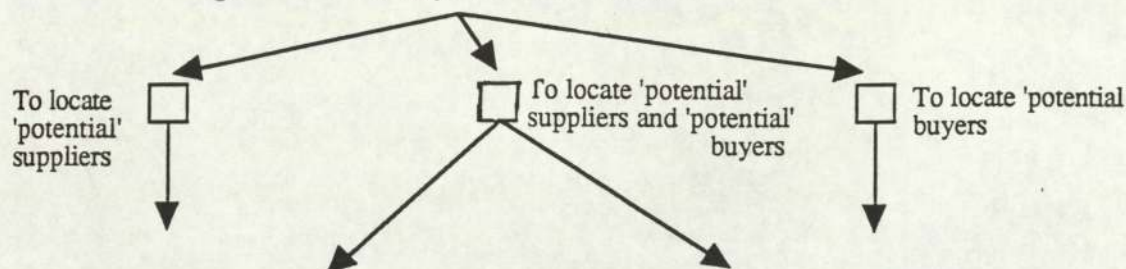 To locate
'potential'
suppliers
To locate 'potential'
suppliers and 'potential'
buyers
To locate 'potential
buyers